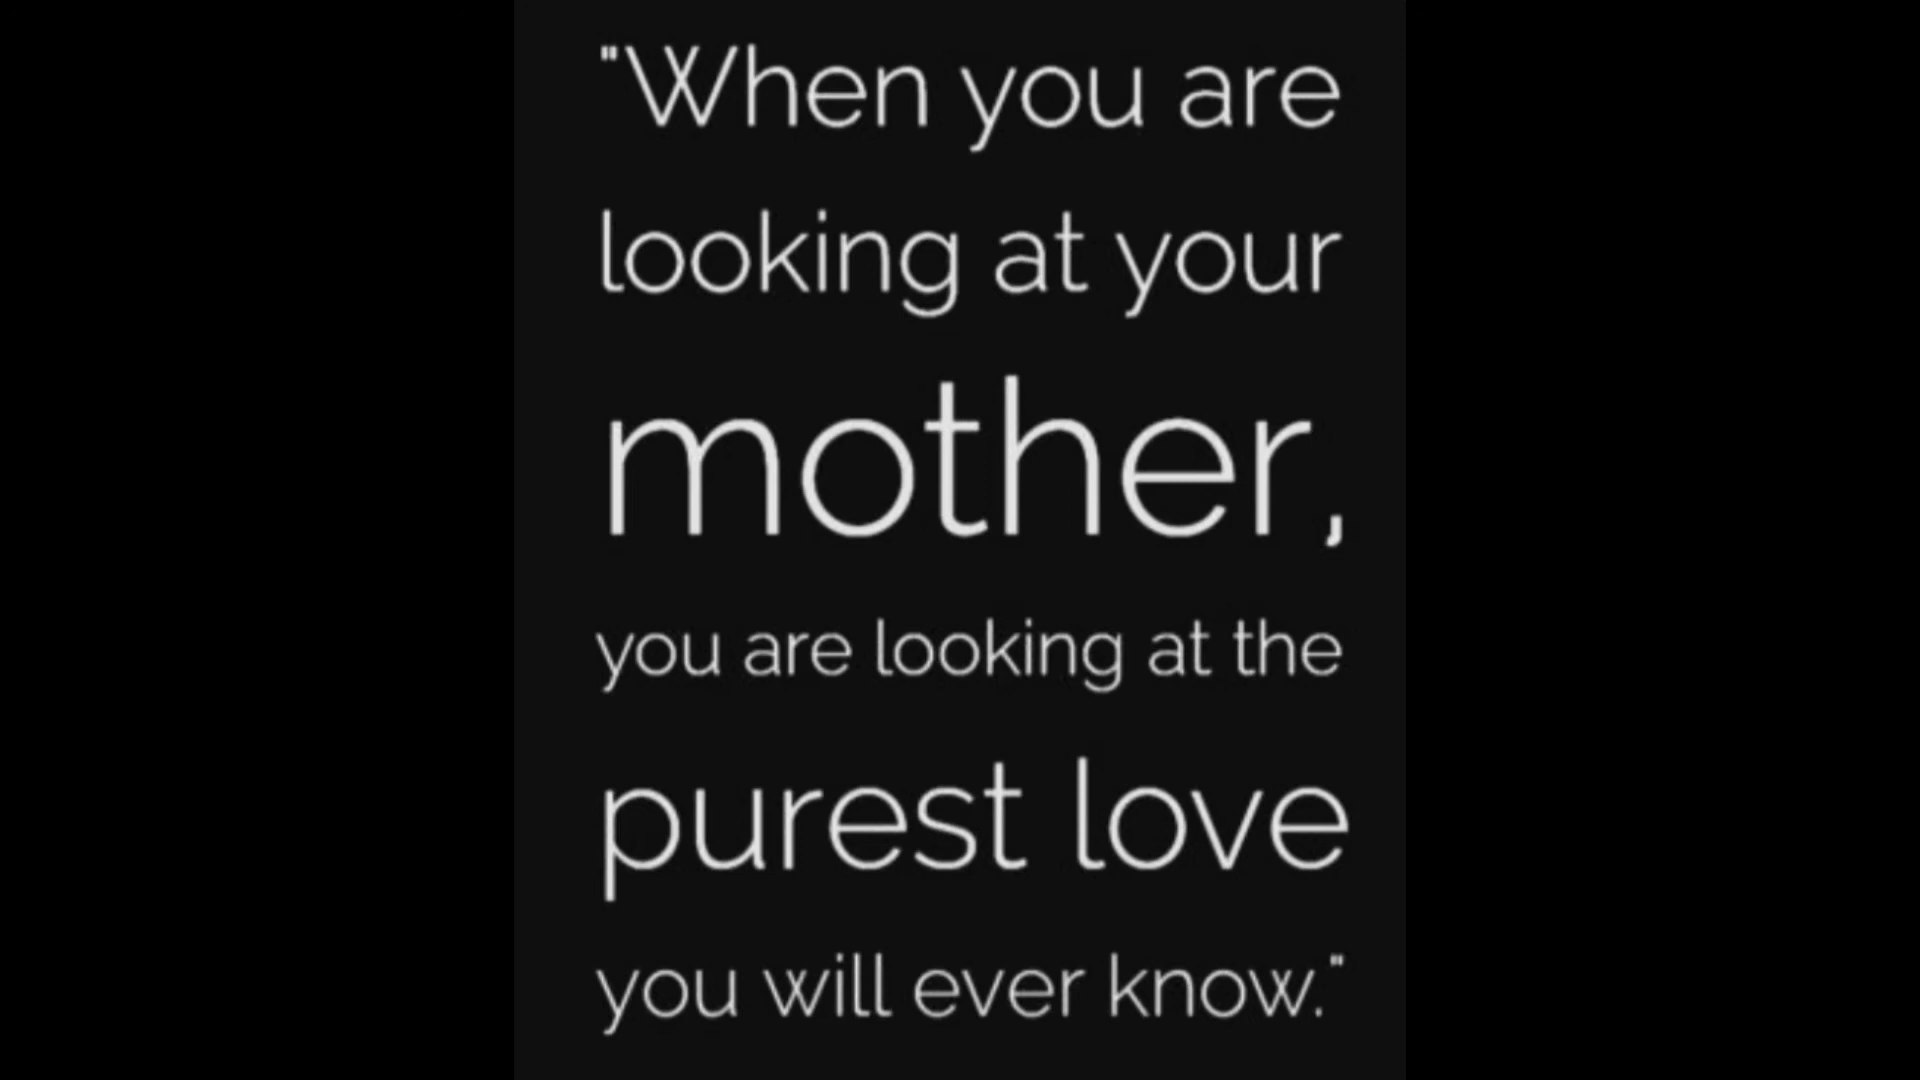 "When you are
looking at your
mother,
you are looking at the
purest love
you will ever know."